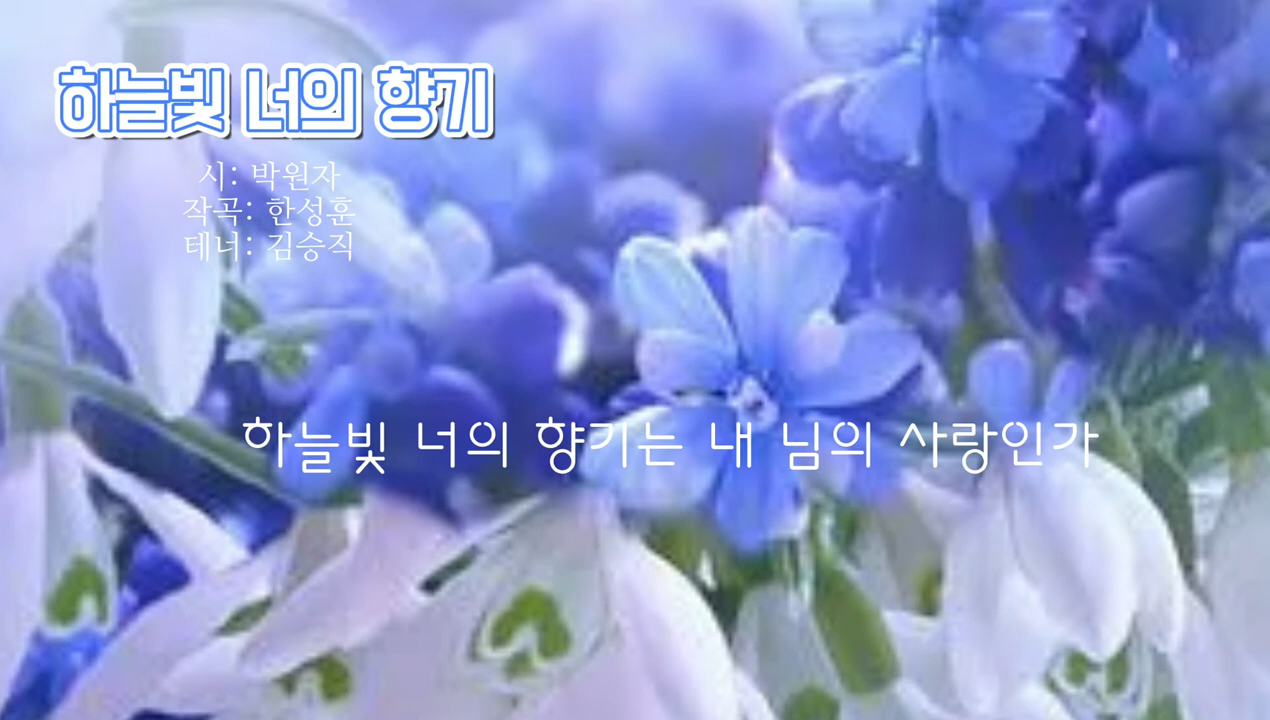 하늘빛 너의 향기
시: 박원자
작곡: 한성훈
테너: 김승직
하늘빛 너의 향기는 내 님의 사랑인가